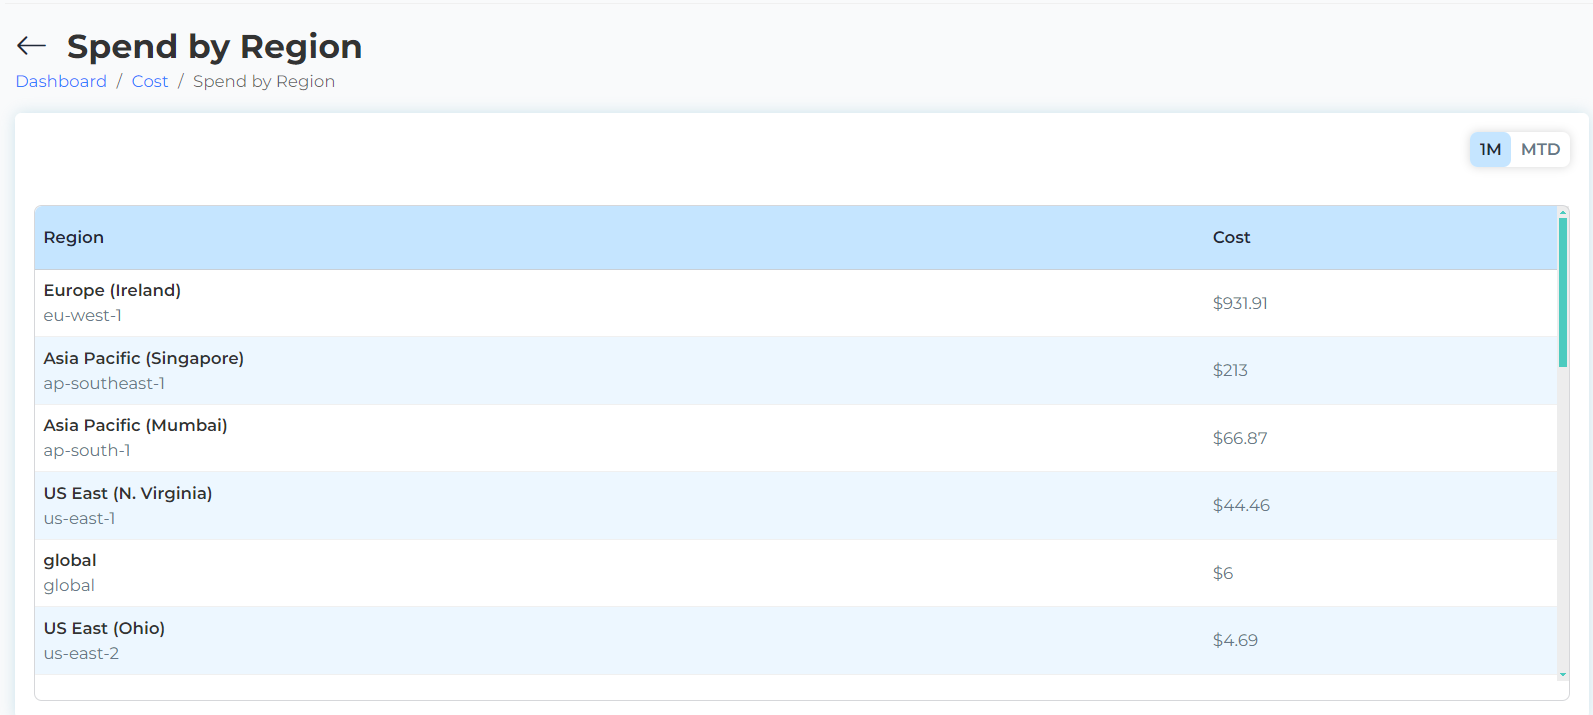 Spend by Region
Dashboard / Cost / Spend by Region
1M MTD
Region Cost
Europe (Ireland)
eu-west-1
$931.91
Asia Pacific (Singapore)
ap-southeast-1
$213
Asia Pacific (Mumbai)
ap-south-1
$66.87
US East (N. Virginia)
us-east-1
$44.46
global
global
$6
US East (Ohio)
us-east-2
$4.69